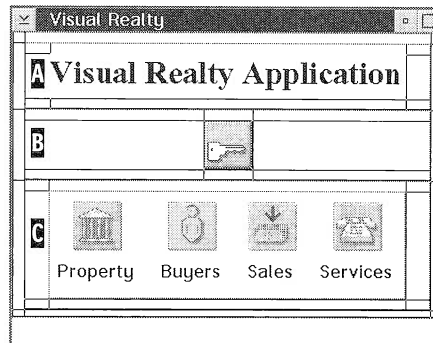 Visual Realty
A Visual Realty Application
B
C
Property Buyers Sales Services